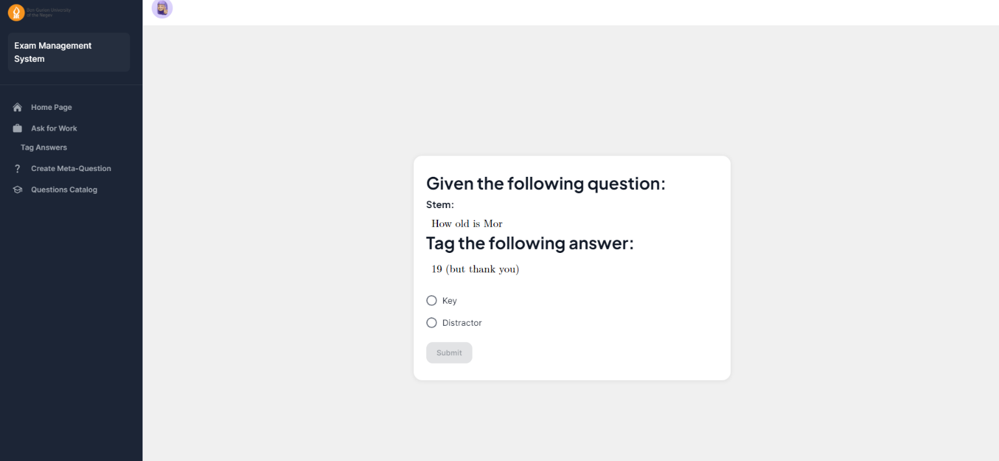 Ben Gurion University
of the Negev
Exam Management
System
Home Page
Ask for Work
Tag Answers
Create Meta-Question
Questions Catalog
Given the following question:
Stem:
How old is Mor
Tag the following answer:
19 (but thank you)
Key
Distractor
Submit